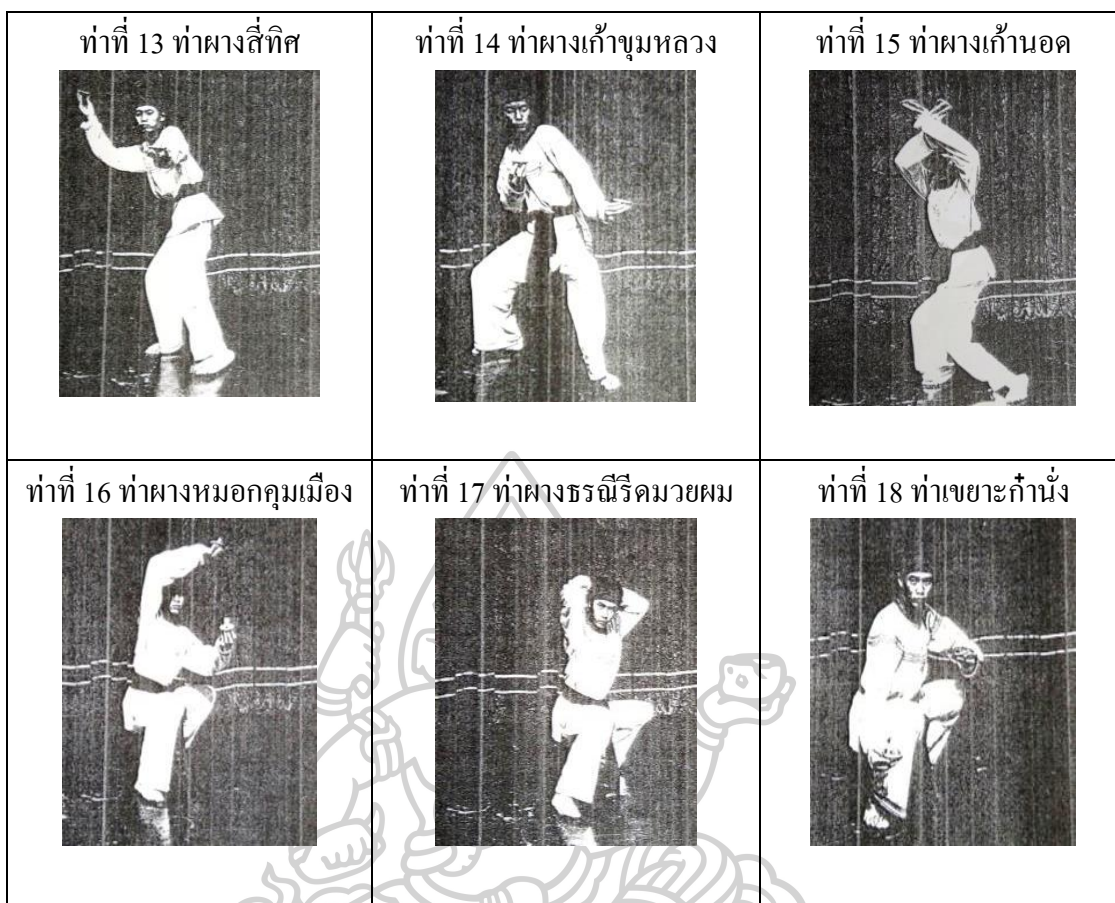 ท่าที่ 13 ท่าผางสี่ทิศ
ท่าที่ 14 ท่าผางเก้าขุมหลวง
ท่าที่ 15 ท่าผางเก้านอด
ท่าที่ 16 ท่าผางหมอกคุมเมือง
ท่าที่ 17 ท่าผางธรณีรีดมวยผม
ท่าที่ 18 ท่าเขยาะก๋านั่ง